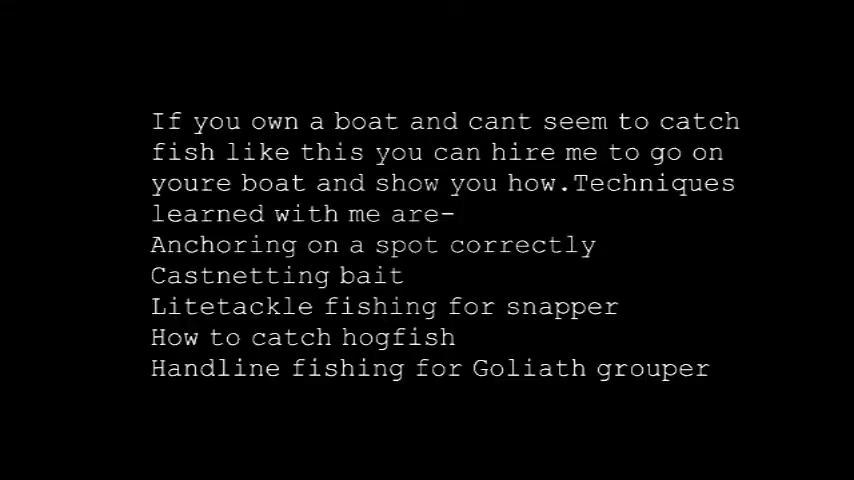 If you own a boat and cant seem to catch
fish like this you can hire me to go on
youre boat and show you how.Techniques
learned with me are-
Anchoring on a spot correctly
Castnetting bait
Litetackle fishing for snapper
How to catch hogfish
Handline fishing for Goliath grouper